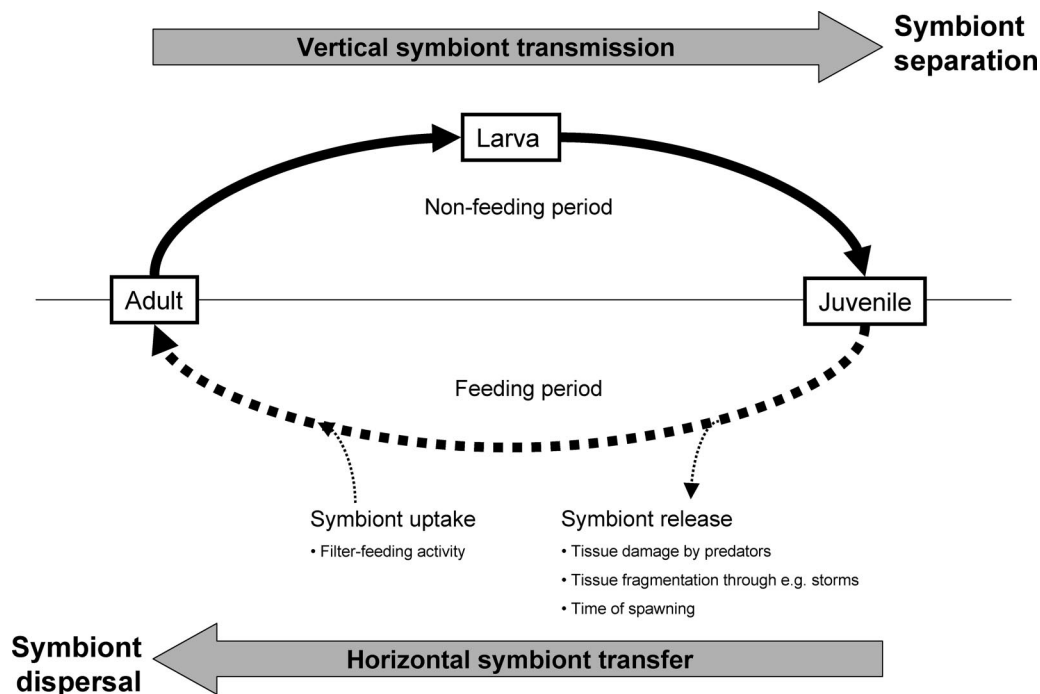 Vertical symbiont transmission
Symbiont
separation
Larva
Non-feeding period
Adult
Juvenile
Feeding period
Symbiont uptake
• Filter-feeding activity
Symbiont release
• Tissue damage by predators
• Tissue fragmentation through e.g. storms
• Time of spawning
Symbiont
dispersal
Horizontal symbiont transfer